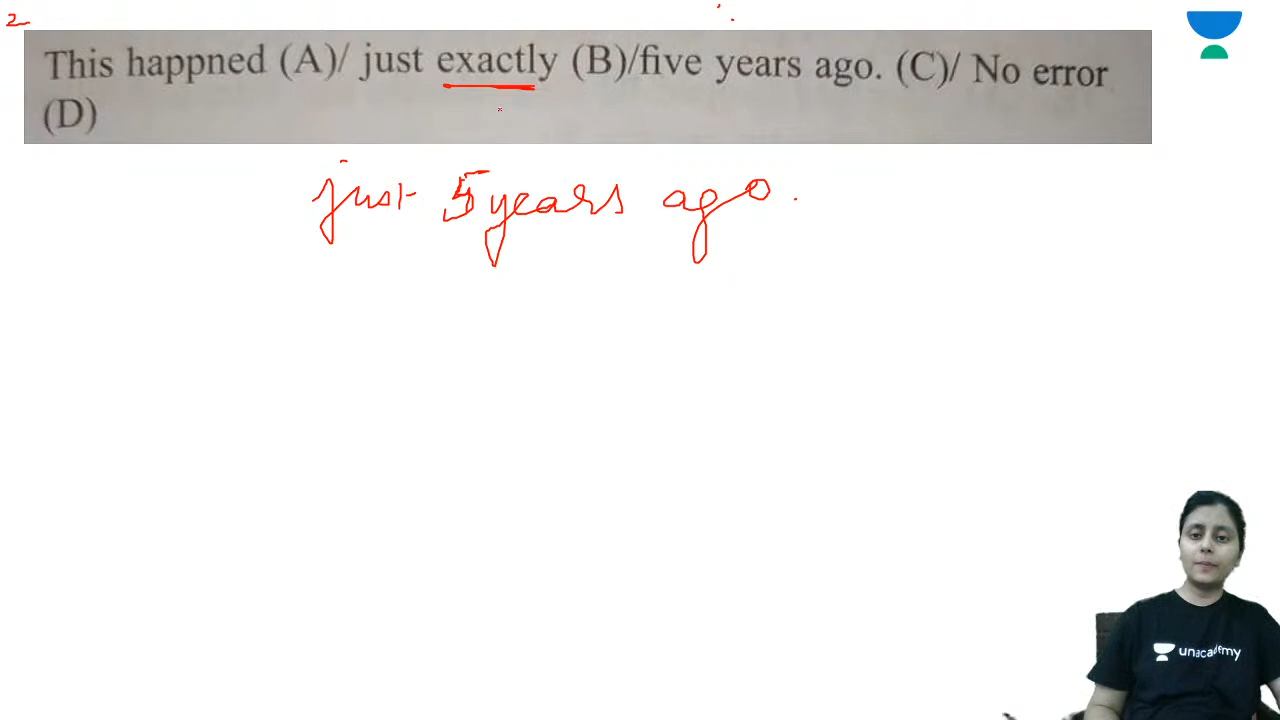 2
This happned (A)/ just exactly (B)/five years ago. (C)/ No error
(D)
just 5 years ago.
unacademy